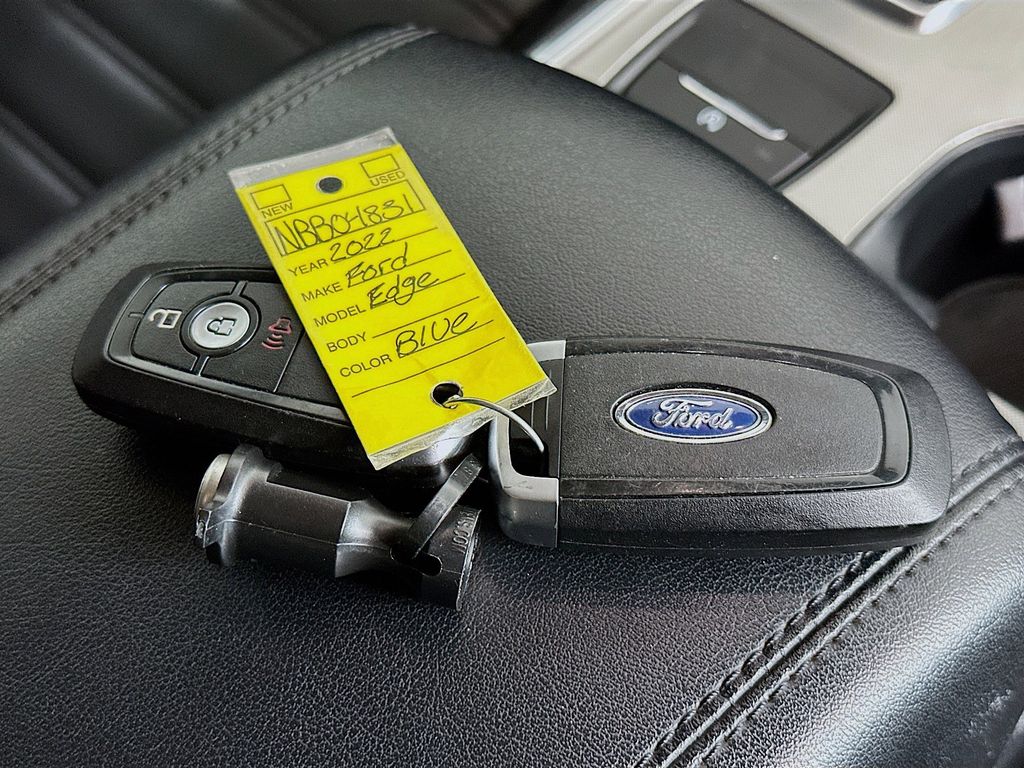 NEW USED
NBB04831
YEAR 2022
MAKE Ford
MODEL Edge
BODY
COLOR Blue
Ford